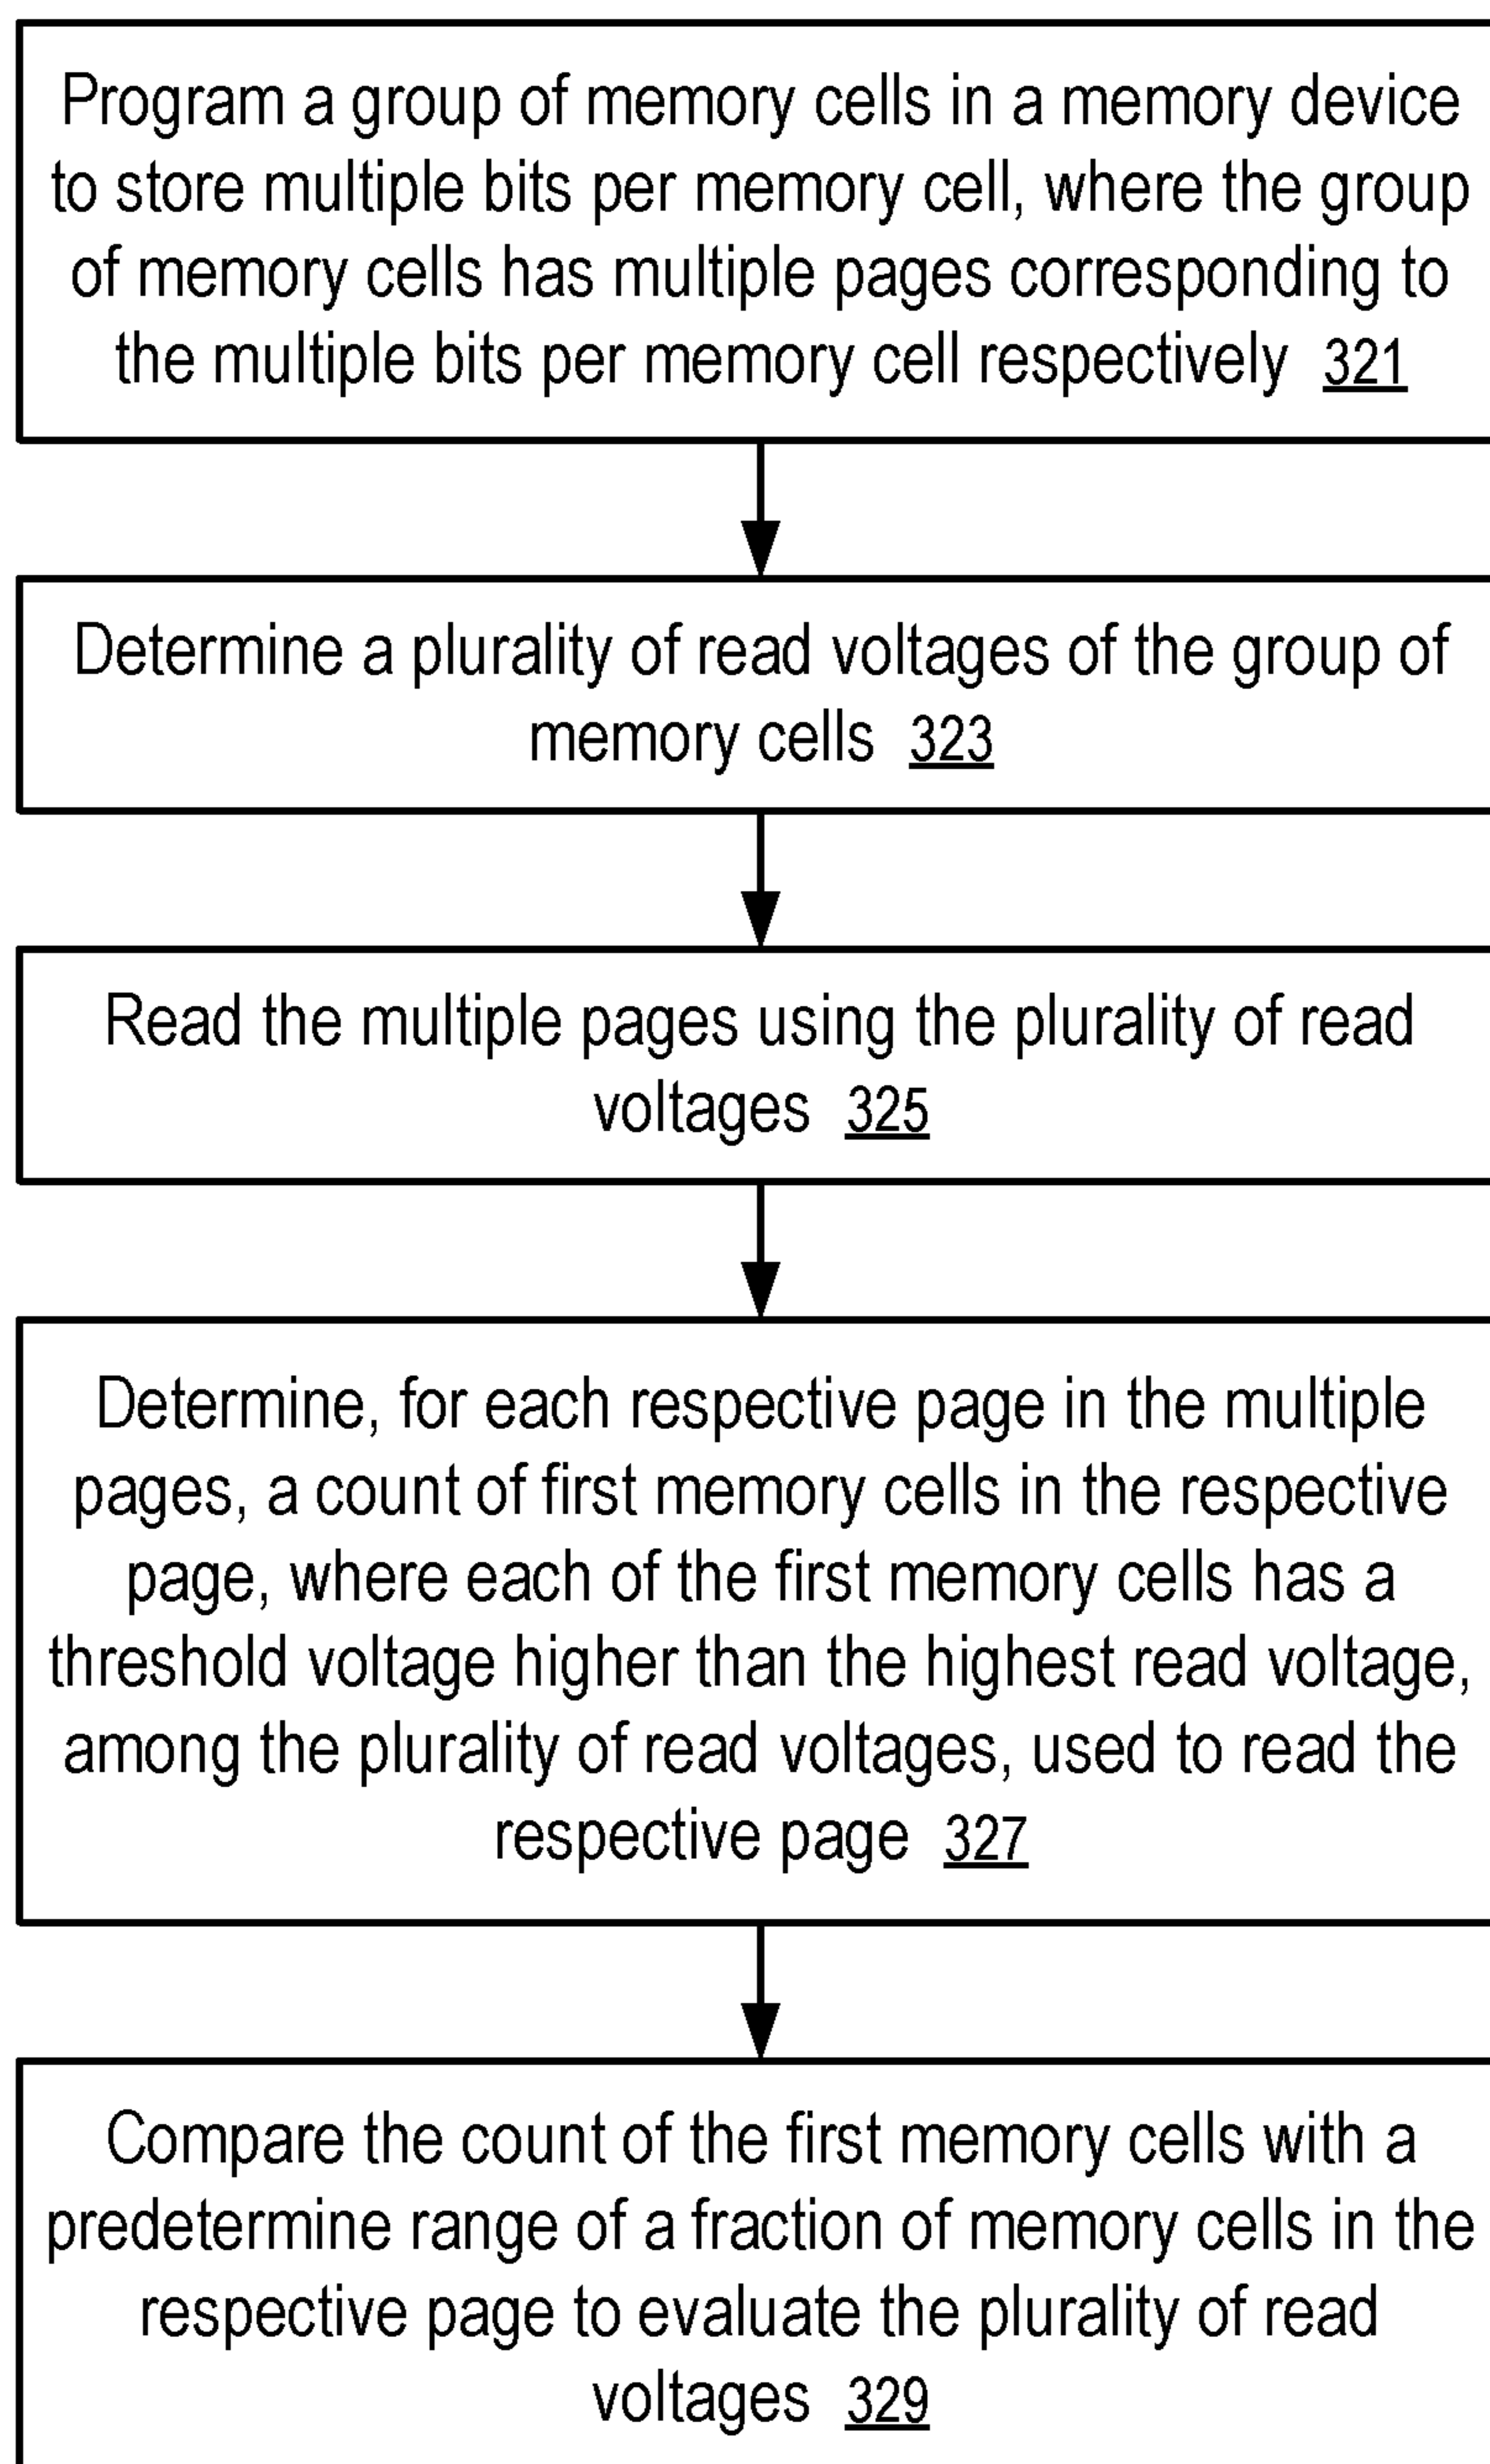 Program a group of memory cells in a memory device
to store multiple bits per memory cell, where the group
of memory cells has multiple pages corresponding to
the multiple bits per memory cell respectively 321
Determine a plurality of read voltages of the group of
memory cells 323
Read the multiple pages using the plurality of read
voltages 325
Determine, for each respective page in the multiple
pages, a count of first memory cells in the respective
page, where each of the first memory cells has a
threshold voltage higher than the highest read voltage,
among the plurality of read voltages, used to read the
respective page 327
Compare the count of the first memory cells with a
predetermine range of a fraction of memory cells in the
respective page to evaluate the plurality of read
voltages 329